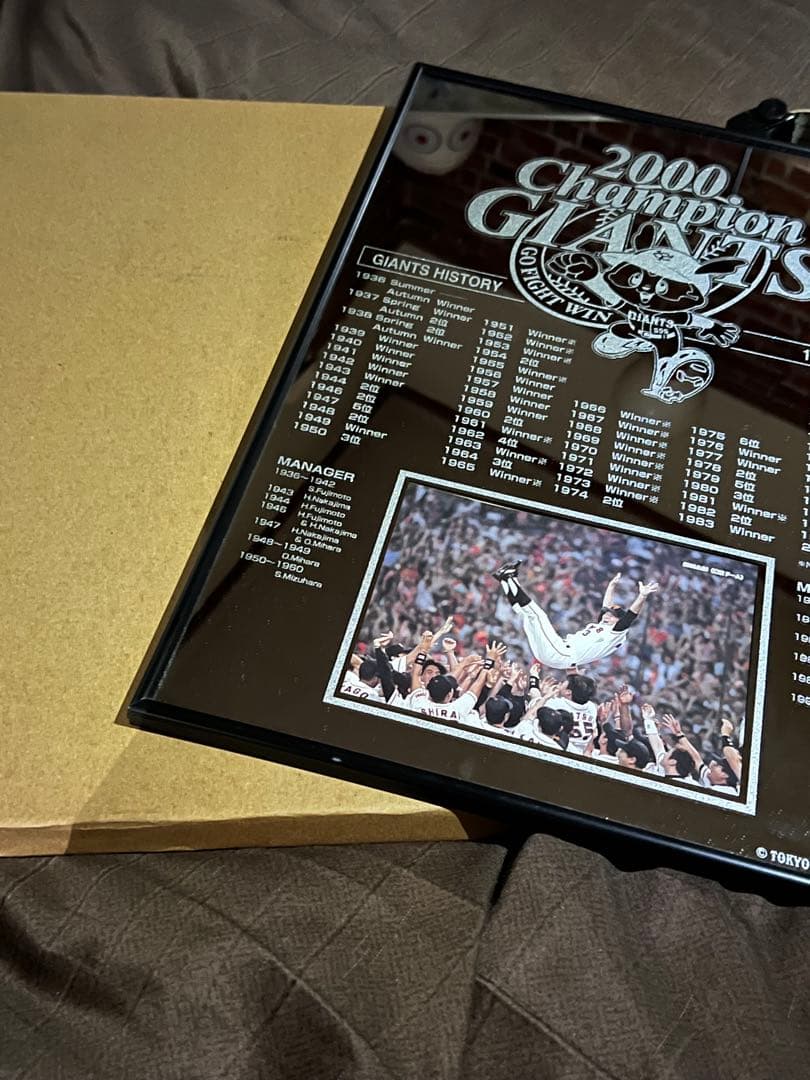 2000
Champion
GIANTS
GO FIGHT WIN
GIANTS
GIANTS HISTORY
1936 Summer
Autumn Winner
1937 Spring Winner
Autumn 2位
1938 Spring 2位
Autumn Winner
1939 Winner
1940 Winner
1941 Winner
1942 Winner
1943 Winner
1944 2位
1946 2位
1947 5位
1948 2位
1949 Winner
1950 3位
1951 Winner※
1952 Winner※
1953 Winner※
1954 2位
1955 Winner※
1956 Winner
1957 Winner
1958 Winner
1959 Winner
1960 2位
1961 Winner※
1962 4位
1963 Winner※
1964 3位
1965 Winner※
1966 Winner※
1967 Winner※
1968 Winner※
1969 Winner※
1970 Winner※
1971 Winner※
1972 Winner※
1973 Winner※
1974 2位
1975 6位
1976 Winner
1977 Winner
1978 2位
1979 5位
1980 3位
1981 Winner※
1982 2位
1983 Winner
MANAGER
1936～1942
S.Fujimoto
1943 H.Nakajima
1944 H.Fujimoto
1946 H.Fujimoto
& H.Nakajima
1947 H.Nakajima
& O.Mihara
1948～1949
O.Mihara
1950～1960
S.Mizuhara
SHIRA
55
© TOKYO